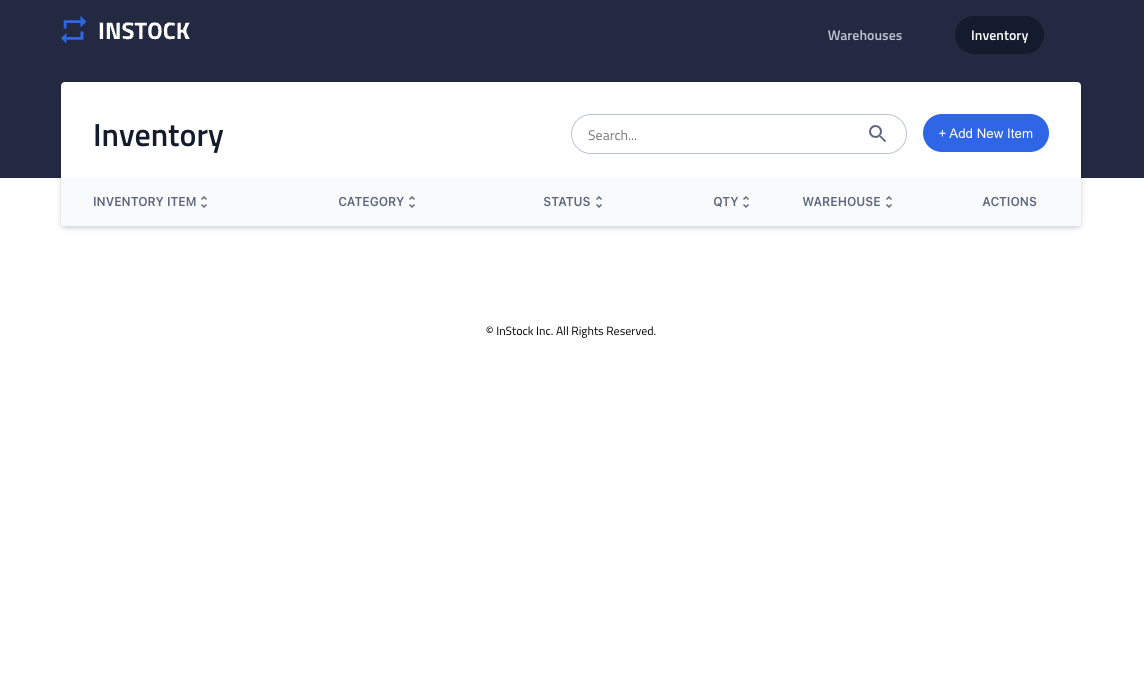 INSTOCK
Warehouses
Inventory
Inventory
Search...
+ Add New Item
INVENTORY ITEM
CATEGORY
STATUS
QTY
WAREHOUSE
ACTIONS
© InStock Inc. All Rights Reserved.